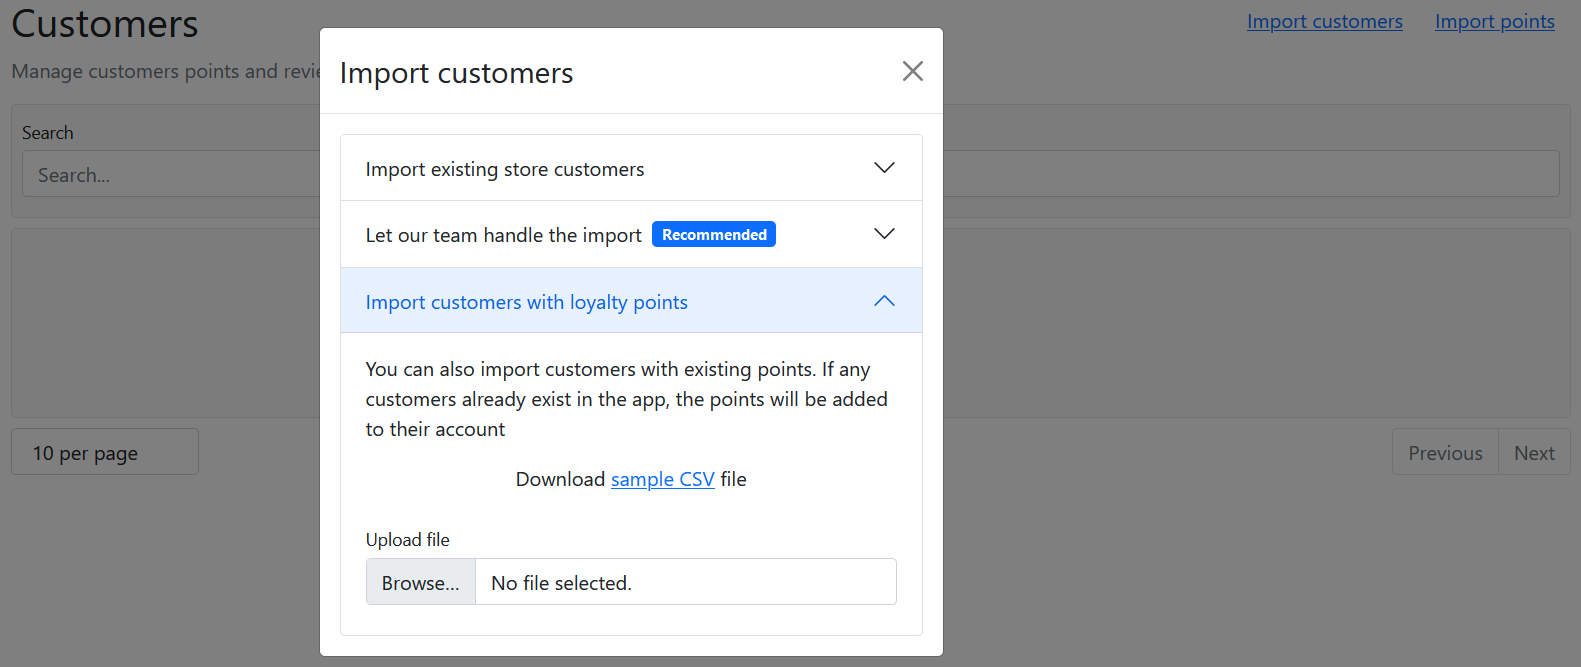 Customers
Import customers
Import points
Manage customers points and revie
Import customers
Search
Search...
Import existing store customers
Let our team handle the import
Recommended
Import customers with loyalty points
You can also import customers with existing points. If any
customers already exist in the app, the points will be added
to their account
Download sample CSV file
Upload file
Browse...
No file selected.
10 per page
Previous
Next